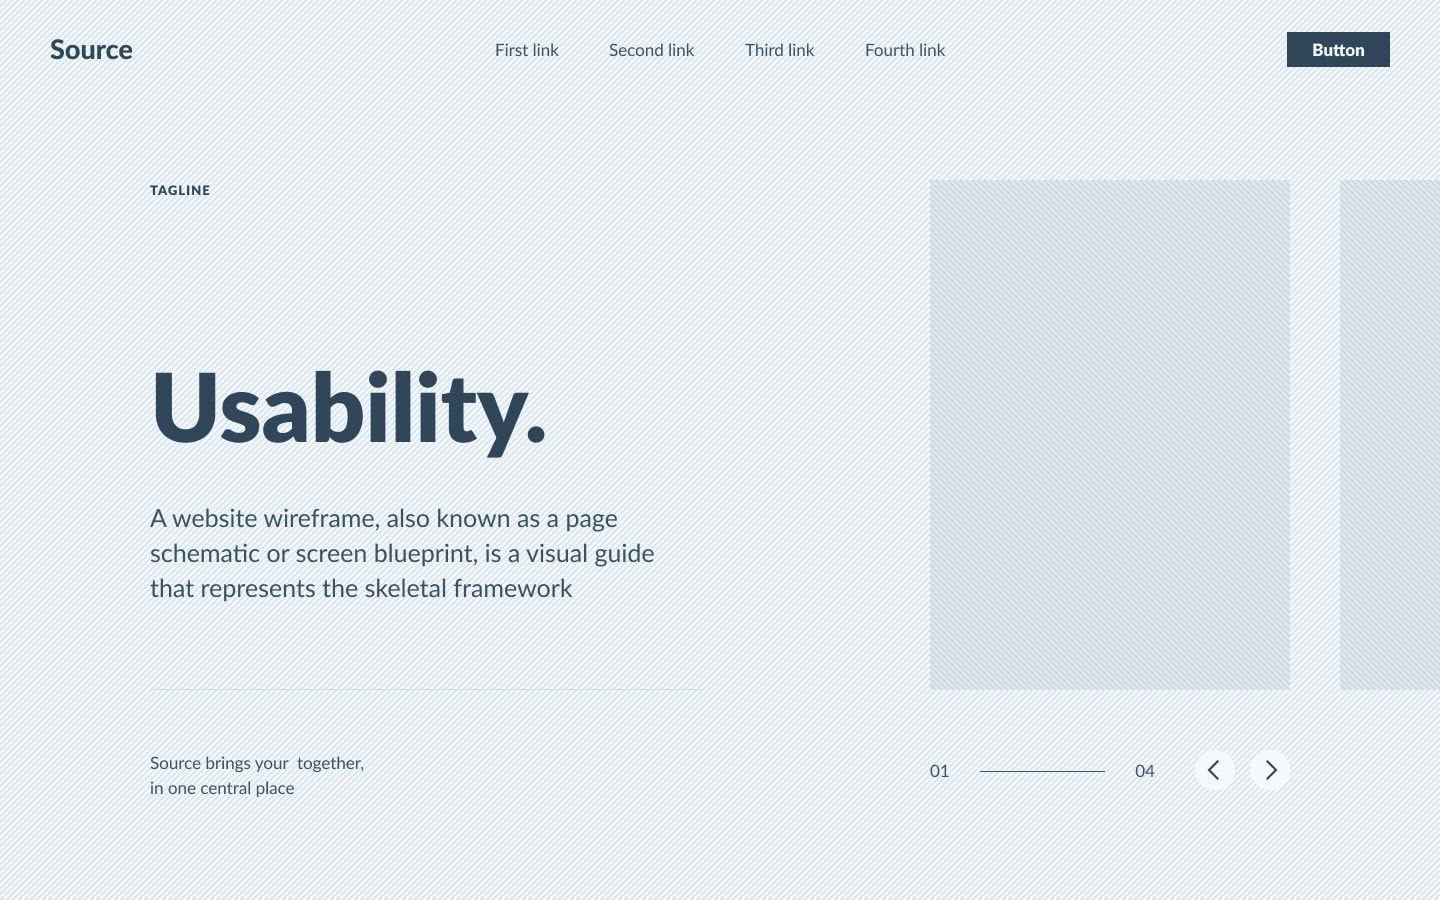 Source
First link
Second link
Third link
Fourth link
Button
TAGLINE
Usability.
A website wireframe, also known as a page
schematic or screen blueprint, is a visual guide
that represents the skeletal framework
Source brings your  together,
in one central place
01
04